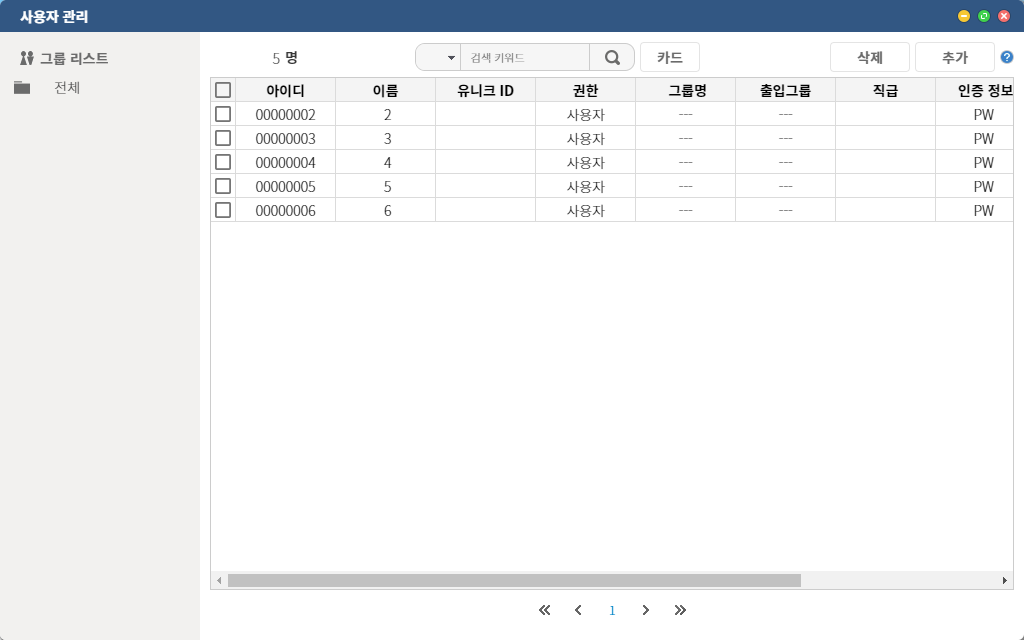 사용자 관리
그룹 리스트
전체
5 명
검색 키워드
카드
삭제
추가
?
아이디 이름 유니크 ID 권한 그룹명 출입그룹 직급 인증 정보
00000002 2 사용자 --- --- PW
00000003 3 사용자 --- --- PW
00000004 4 사용자 --- --- PW
00000005 5 사용자 --- --- PW
00000006 6 사용자 --- --- PW
1